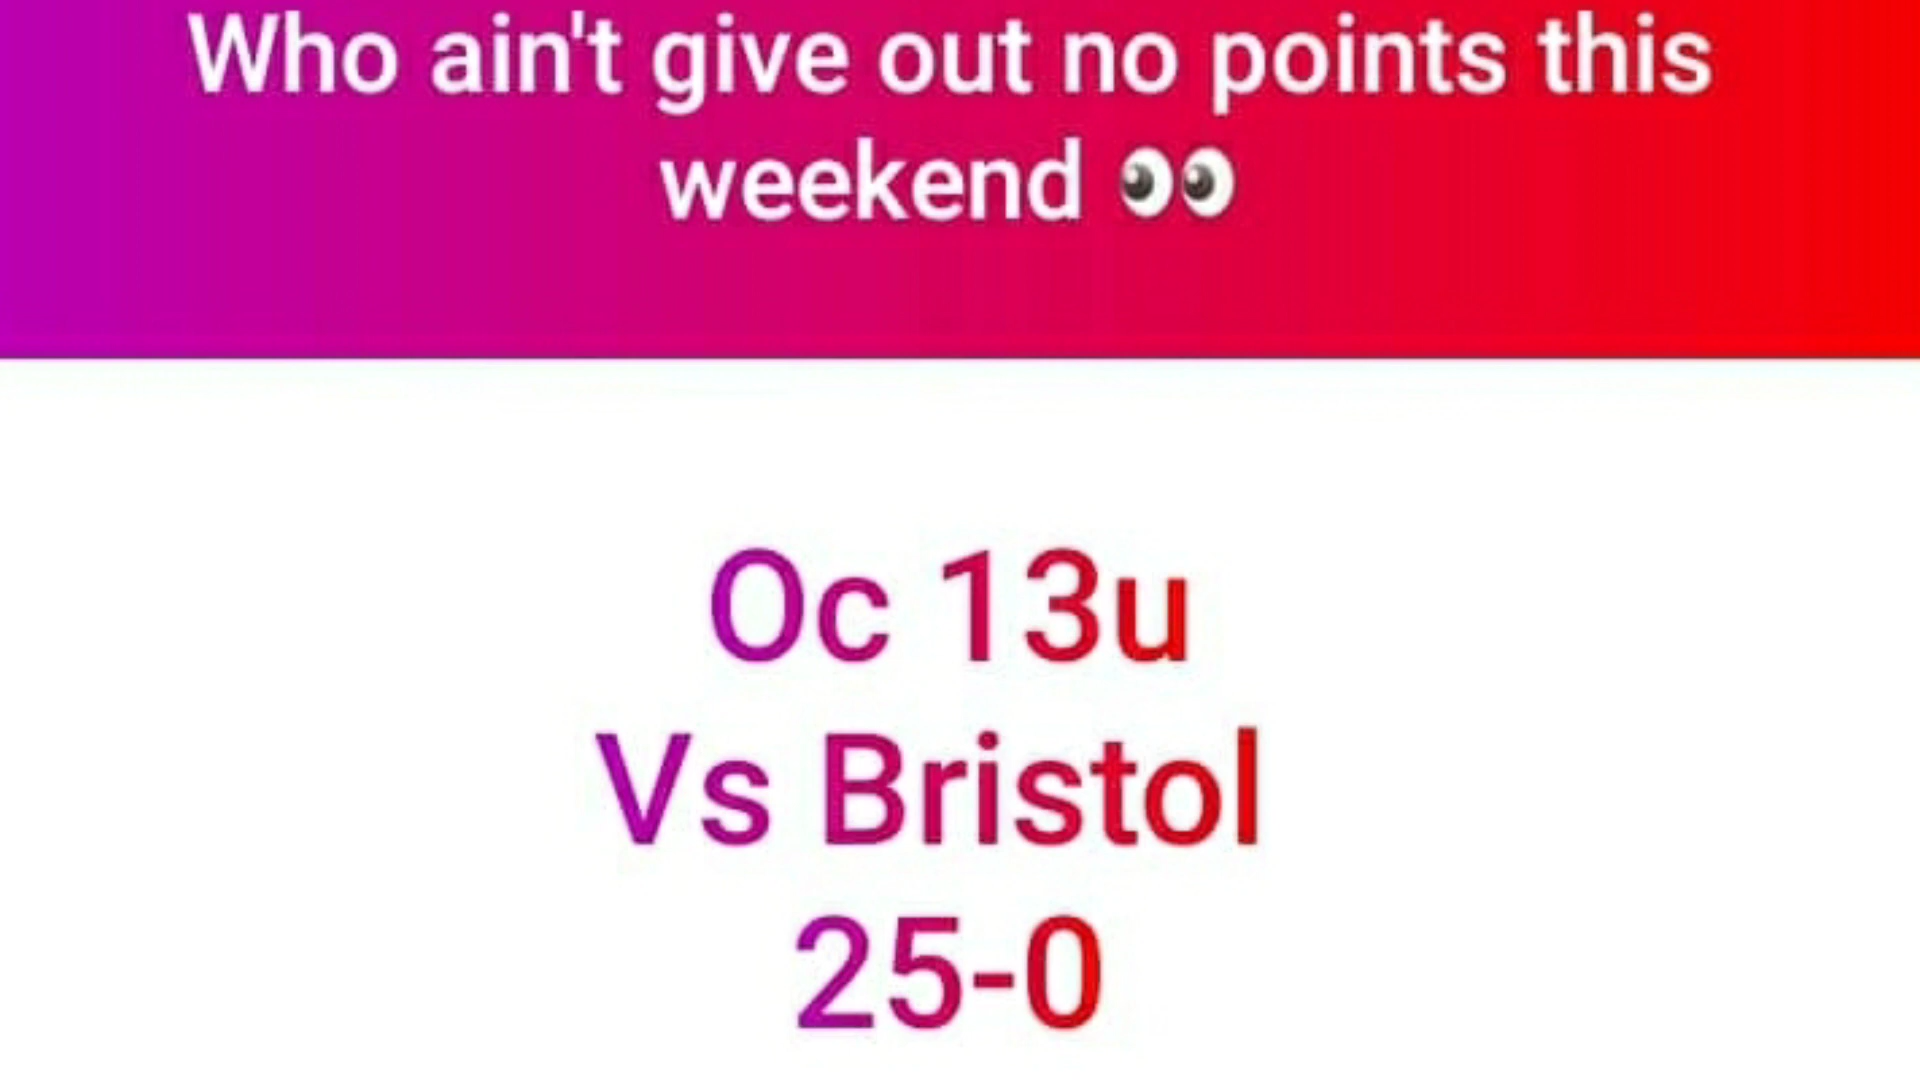 Who ain't give out no points this
weekend 👀
Oc 13u
Vs Bristol
25-0